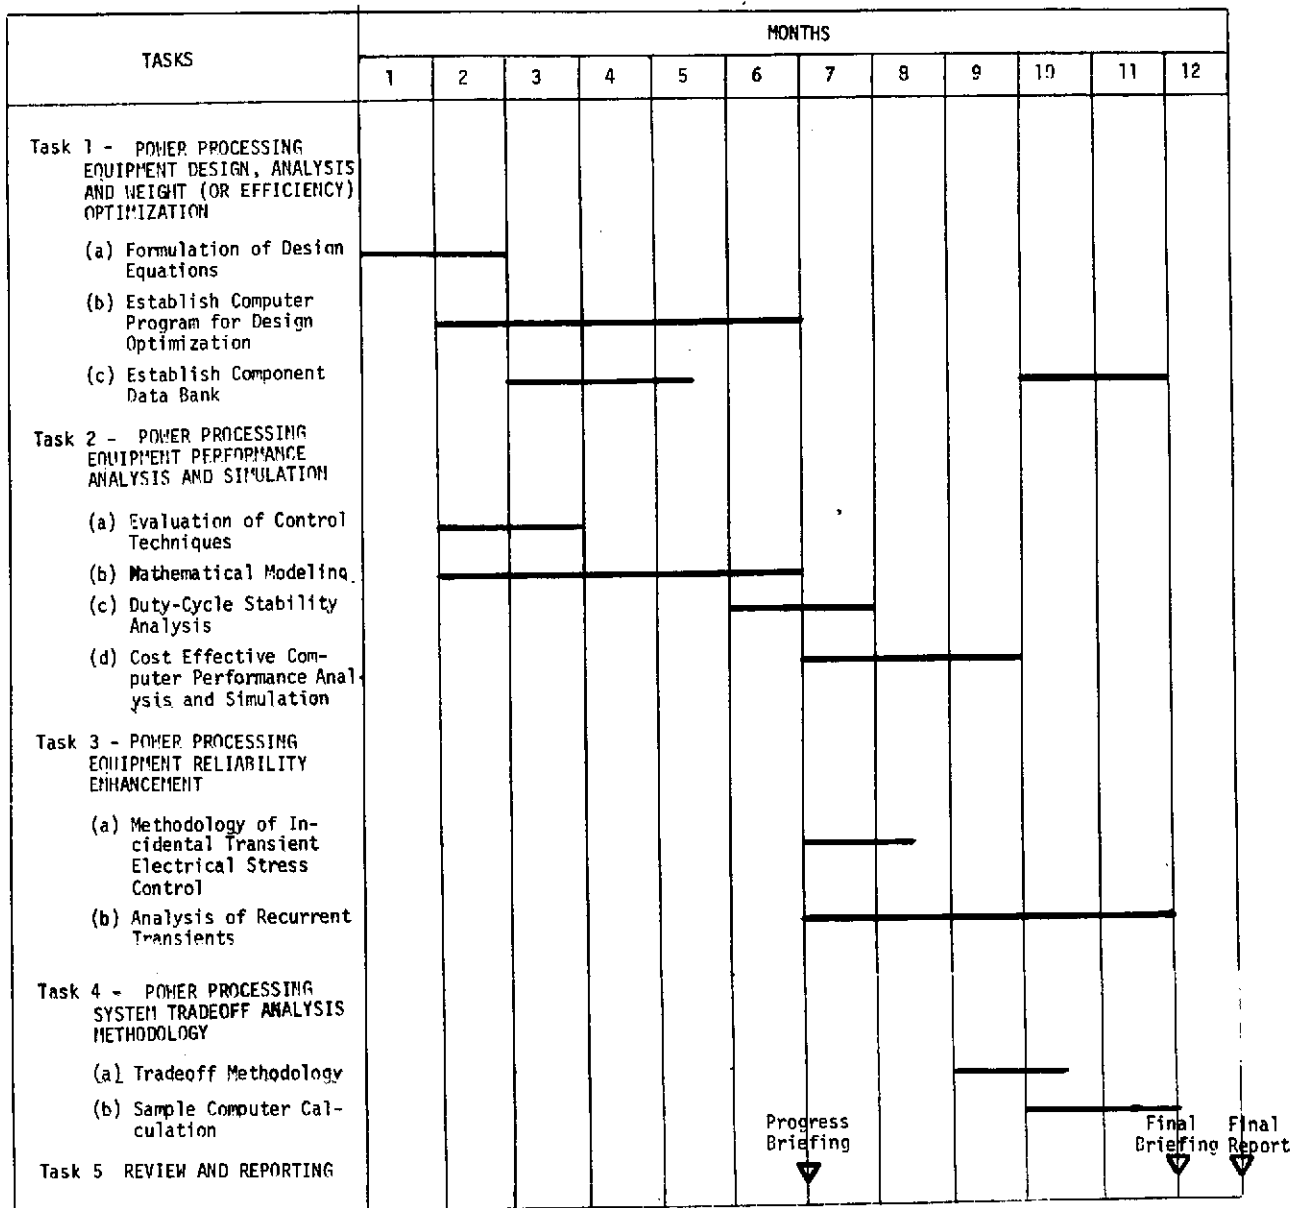 MONTHS
TASKS
1 2 3 4 5 6 7 8 9 10 11 12
Task 1 - POWER PROCESSING
EQUIPMENT DESIGN, ANALYSIS
AND WEIGHT (OR EFFICIENCY)
OPTIMIZATION
(a) Formulation of Design
Equations
(b) Establish Computer
Program for Design
Optimization
(c) Establish Component
Data Bank
Task 2 - POWER PROCESSING
EQUIPMENT PERFORMANCE
ANALYSIS AND SIMULATION
(a) Evaluation of Control
Techniques
(b) Mathematical Modeling
(c) Duty-Cycle Stability
Analysis
(d) Cost Effective Com-
puter Performance Anal-
ysis and Simulation
Task 3 - POWER PROCESSING
EQUIPMENT RELIABILITY
ENHANCEMENT
(a) Methodology of In-
cidental Transient
Electrical Stress
Control
(b) Analysis of Recurrent
Transients
Task 4 - POWER PROCESSING
SYSTEM TRADEOFF ANALYSIS
METHODOLOGY
(a) Tradeoff Methodology
(b) Sample Computer Cal-
culation
Progress
Briefing
Final
Briefing
Final
Report
Task 5 REVIEW AND REPORTING